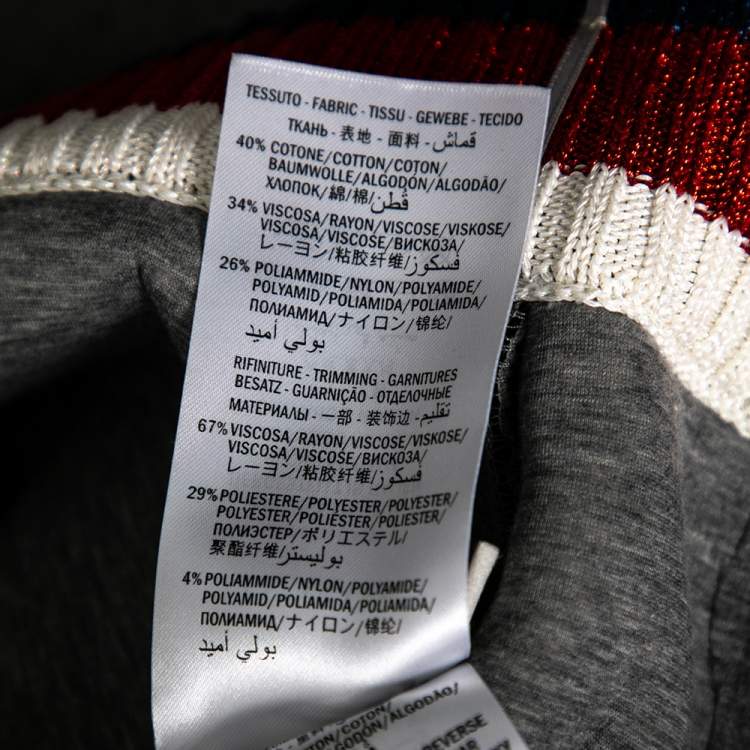 TESSUTO - FABRIC - TISSU - GEWEBE - TECIDO
ТКАНЬ - 表地 - 面料 - قماش
40% COTONE/COTTON/COTON/
BAUMWOLLE/ALGODÓN/ALGODÃO/
ХЛОПОК/綿/棉/قطن
34% VISCOSA/RAYON/VISCOSE/VISKOSE/
VISCOSA/VISCOSE/ВИСКОЗА/
レーヨン/粘胶纤维/فسكوز
26% POLIAMMIDE/NYLON/POLYAMIDE/
POLYAMID/POLIAMIDA/POLIAMIDA/
ПОЛИАМИД/ナイロン/锦纶/
بولي أميد
RIFINITURE - TRIMMING - GARNITURES
BESATZ - GUARNIÇÃO - ОТДЕЛОЧНЫЕ
МАТЕРИАЛЫ - 一部 - 装饰边 - تقليم
67% VISCOSA/RAYON/VISCOSE/VISKOSE/
VISCOSA/VISCOSE/ВИСКОЗА/
レーヨン/粘胶纤维/فسكوز
29% POLIESTERE/POLYESTER/POLYESTER/
POLYESTER/POLIÉSTER/POLIESTER/
ПОЛИЭСТЕР/ポリエステル/
聚酯纤维/بوليستر
4% POLIAMMIDE/NYLON/POLYAMIDE/
POLYAMID/POLIAMIDA/POLIAMIDA/
ПОЛИАМИД/ナイロン/锦纶/
بولي أميد
COTTON/COTON/
ALGODÓN/ALGODÃO/
REVERSE